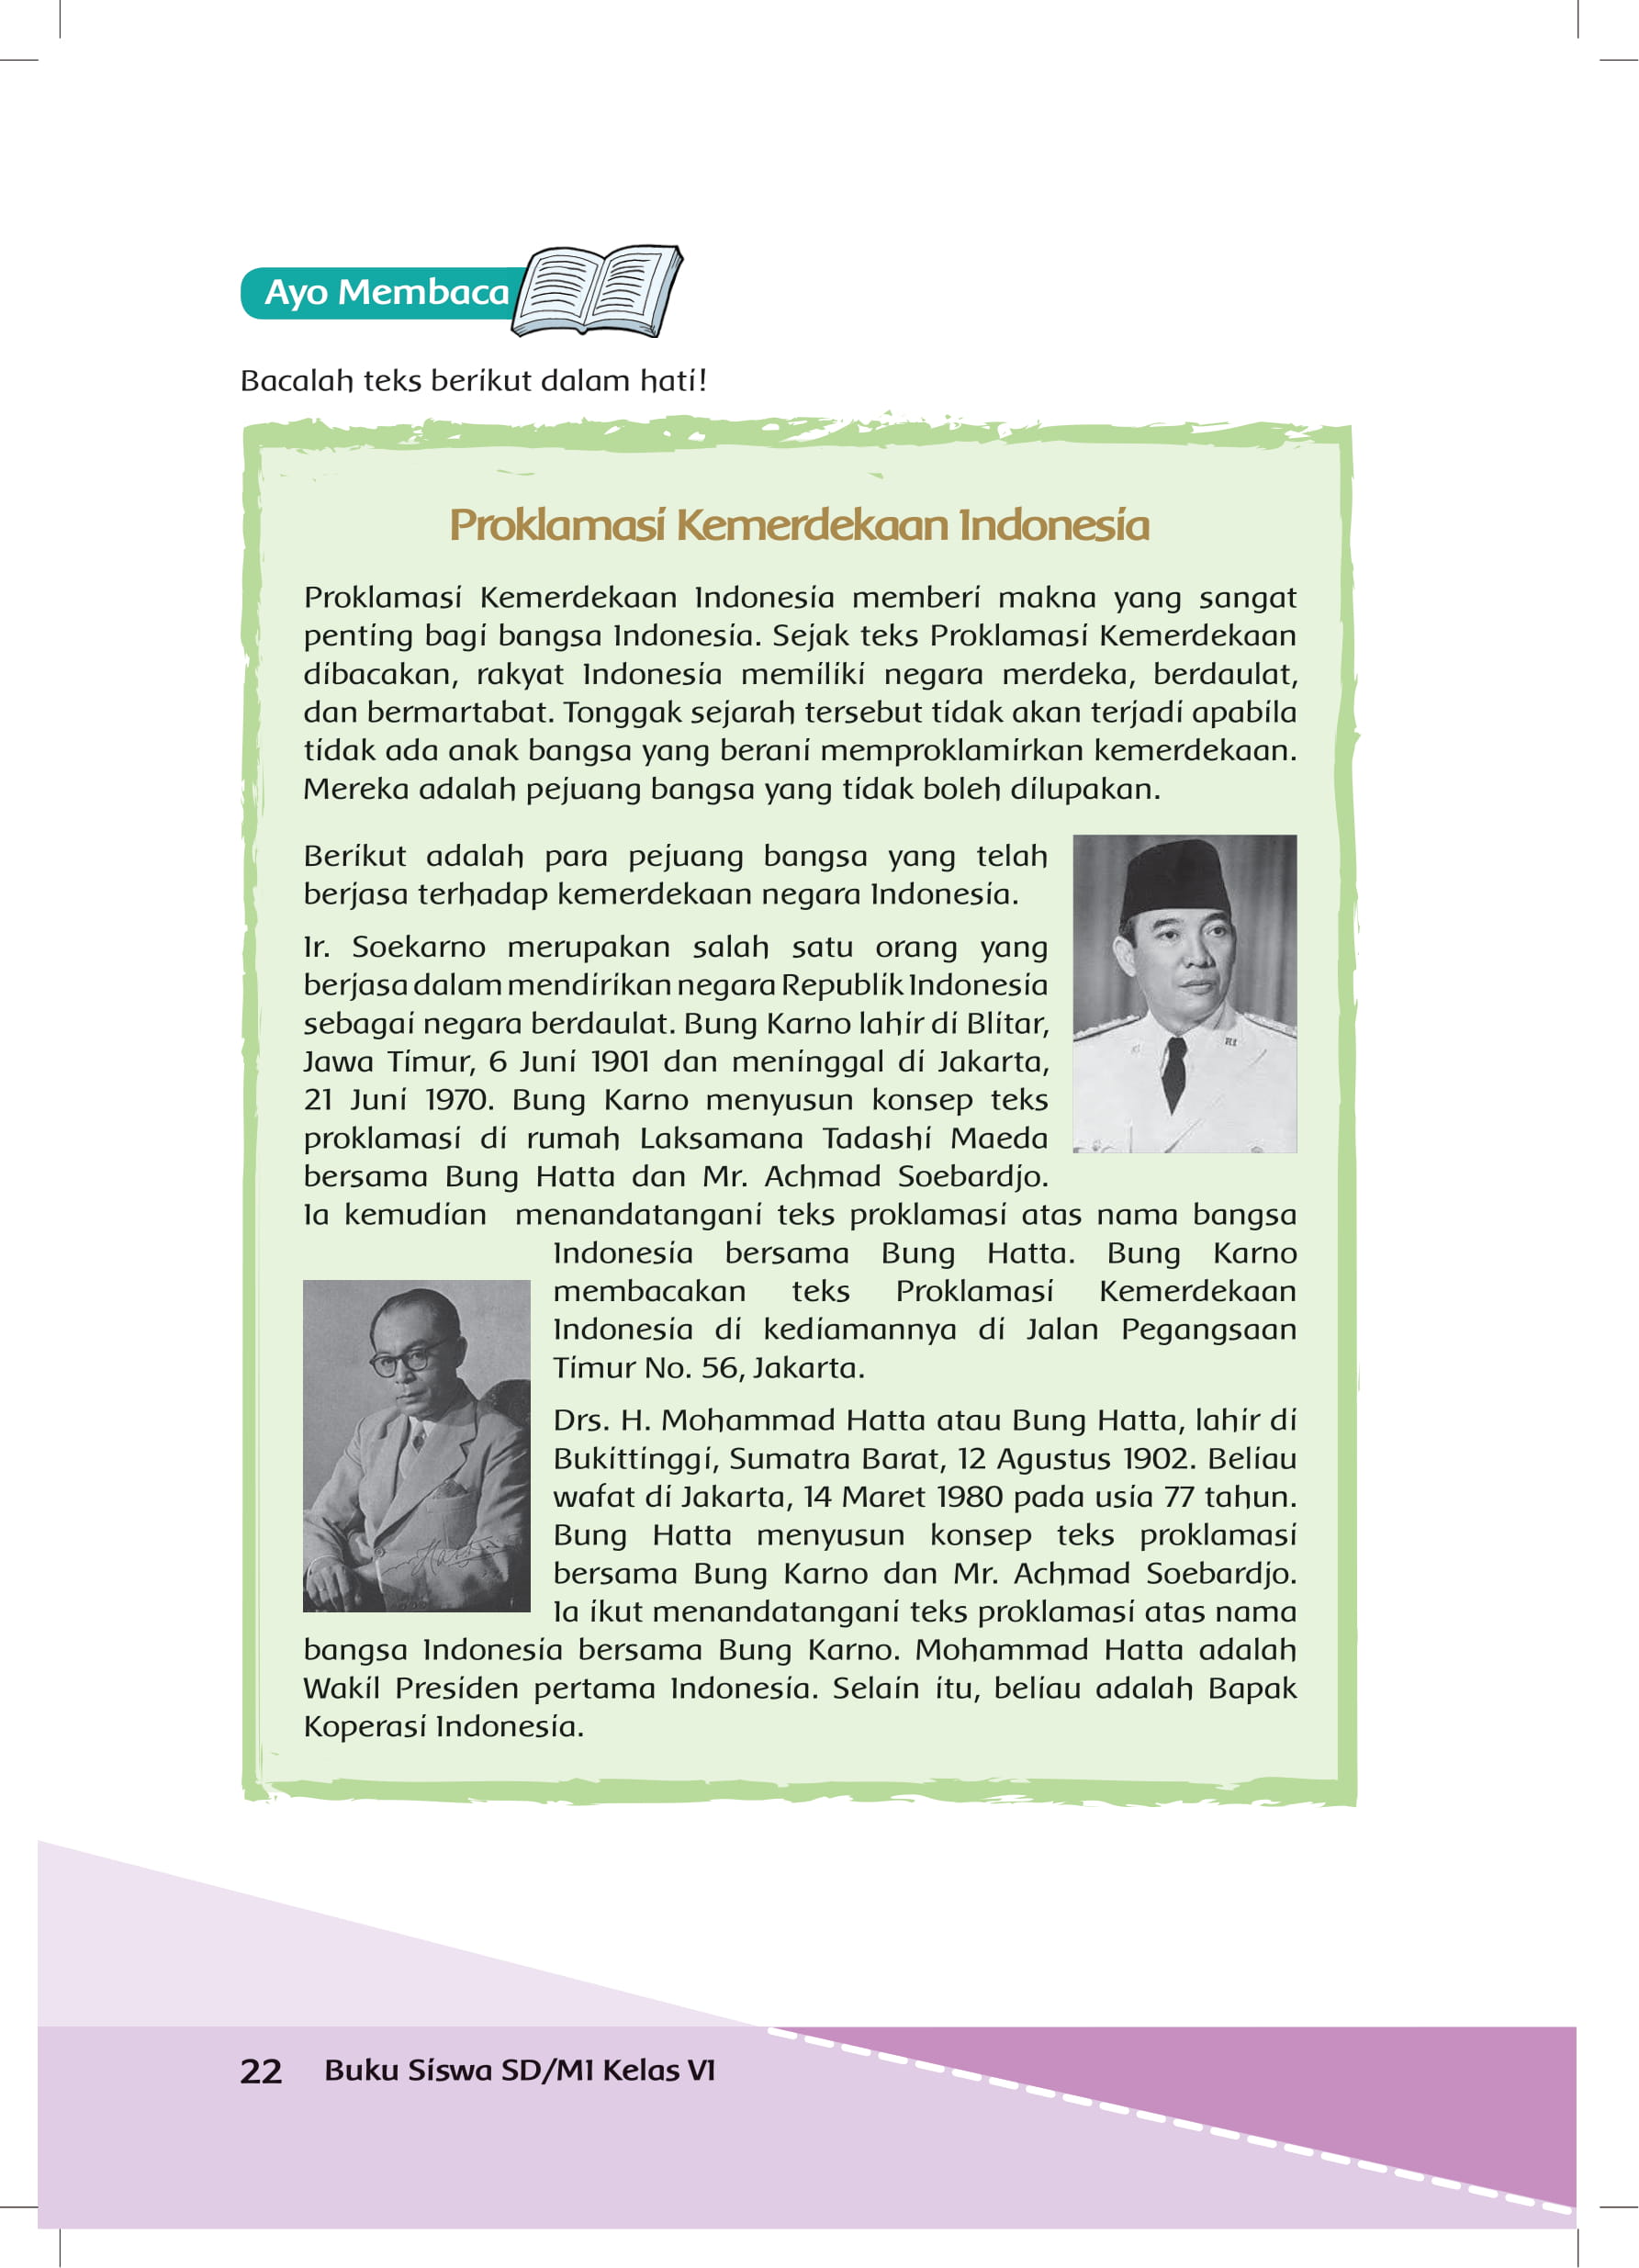 Ayo Membaca
Bacalah teks berikut dalam hati!
Proklamasi Kemerdekaan Indonesia
Proklamasi Kemerdekaan Indonesia memberi makna yang sangat
penting bagi bangsa Indonesia. Sejak teks Proklamasi Kemerdekaan
dibacakan, rakyat Indonesia memiliki negara merdeka, berdaulat,
dan bermartabat. Tonggak sejarah tersebut tidak akan terjadi apabila
tidak ada anak bangsa yang berani memproklamirkan kemerdekaan.
Mereka adalah pejuang bangsa yang tidak boleh dilupakan.
Berikut adalah para pejuang bangsa yang telah
berjasa terhadap kemerdekaan negara Indonesia.
Ir. Soekarno merupakan salah satu orang yang
berjasa dalam mendirikan negara Republik Indonesia
sebagai negara berdaulat. Bung Karno lahir di Blitar,
Jawa Timur, 6 Juni 1901 dan meninggal di Jakarta,
21 Juni 1970. Bung Karno menyusun konsep teks
proklamasi di rumah Laksamana Tadashi Maeda
bersama Bung Hatta dan Mr. Achmad Soebardjo.
Ia kemudian menandatangani teks proklamasi atas nama bangsa
Indonesia bersama Bung Hatta. Bung Karno
membacakan teks Proklamasi Kemerdekaan
Indonesia di kediamannya di Jalan Pegangsaan
Timur No. 56, Jakarta.
Drs. H. Mohammad Hatta atau Bung Hatta, lahir di
Bukittinggi, Sumatra Barat, 12 Agustus 1902. Beliau
wafat di Jakarta, 14 Maret 1980 pada usia 77 tahun.
Bung Hatta menyusun konsep teks proklamasi
bersama Bung Karno dan Mr. Achmad Soebardjo.
Ia ikut menandatangani teks proklamasi atas nama
bangsa Indonesia bersama Bung Karno. Mohammad Hatta adalah
Wakil Presiden pertama Indonesia. Selain itu, beliau adalah Bapak
Koperasi Indonesia.
22 Buku Siswa SD/MI Kelas VI